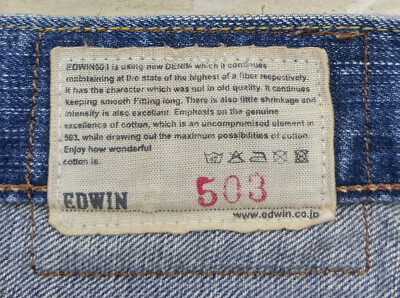 EDWIN503 is using new DENIM which it continues
maintaining at the state of the highest of a fiber respectively.
It has the character which was not in old quality. It continues
keeping smooth Fitting long. There is also little shrinkage and
intensity is also excellant. Emphasis on the genuine
excellence of cotton, which is an uncompromised element in
503, while drawing out the maximum possibilities of cotton.
Enjoy how wonderful
cotton is.
EDWIN
503
www.edwin.co.jp